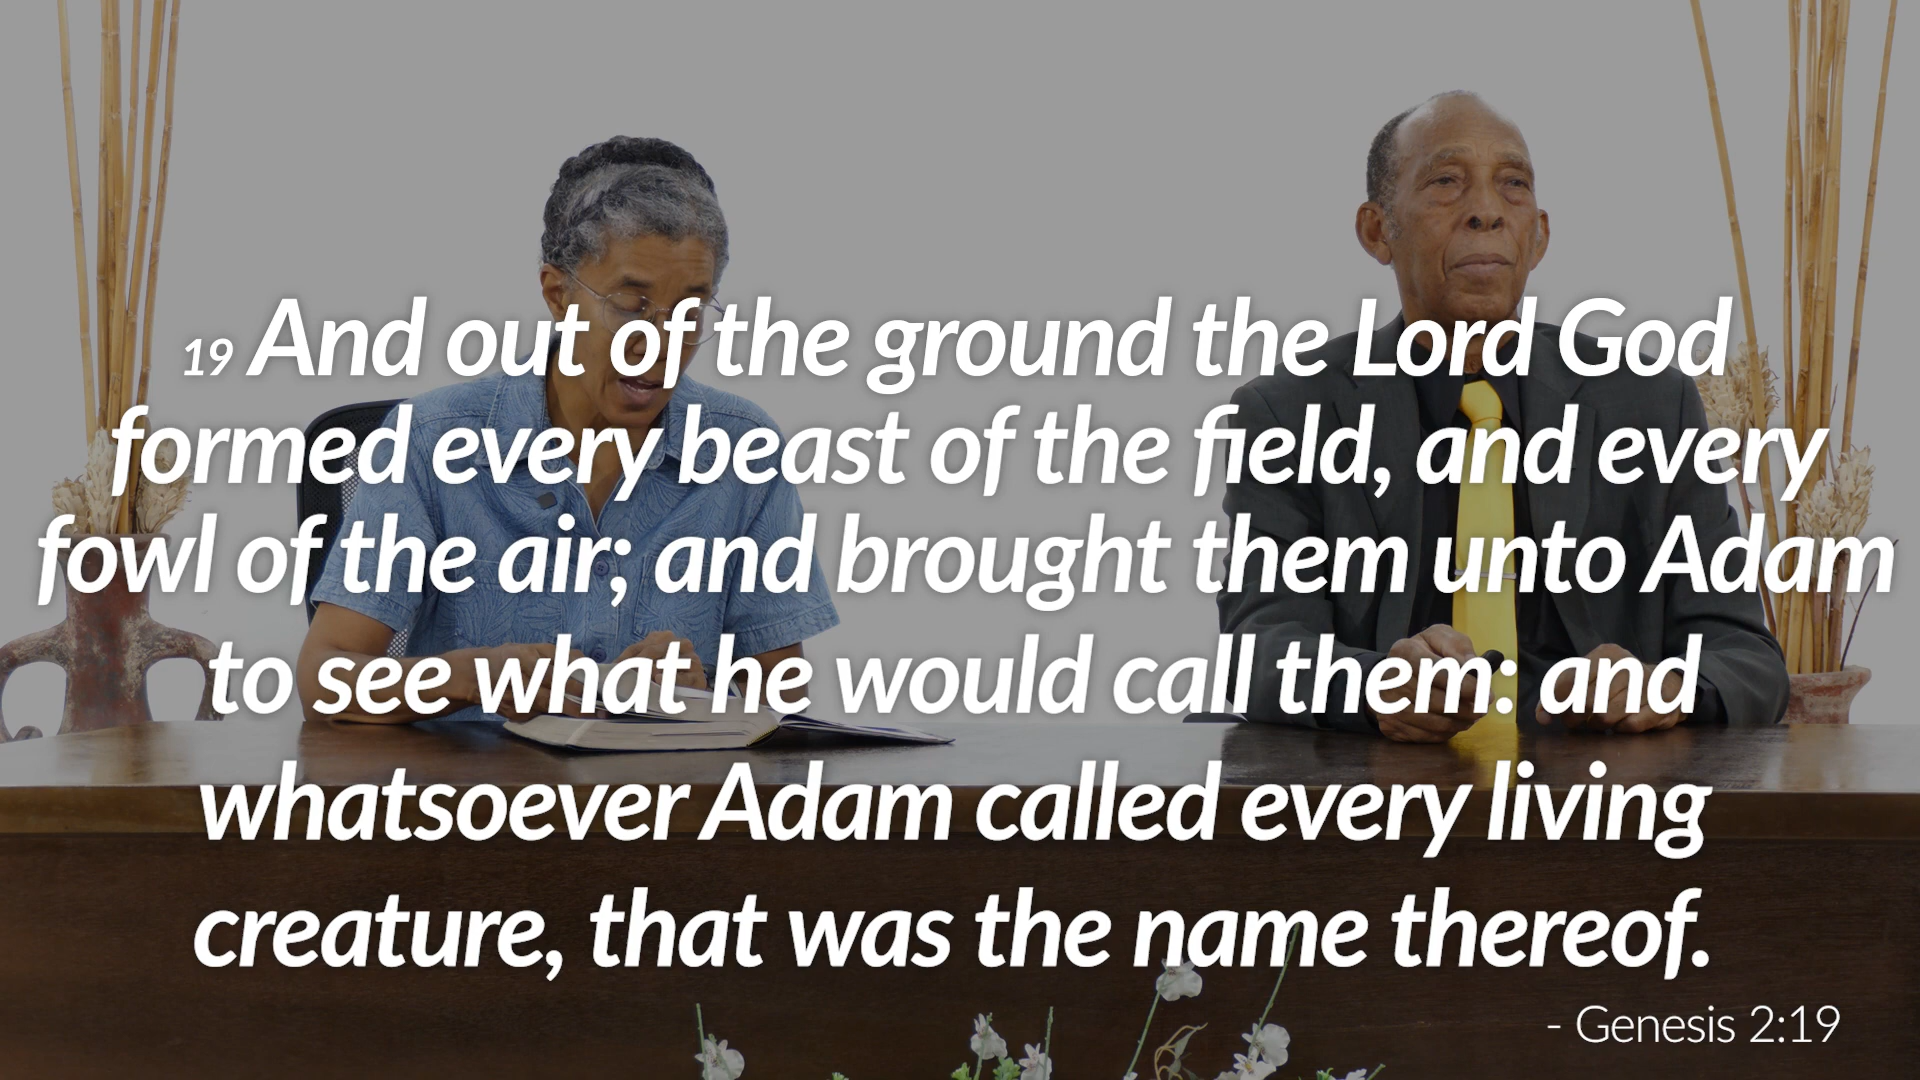 19 And out of the ground the Lord God
formed every beast of the field, and every
fowl of the air; and brought them unto Adam
to see what he would call them: and
whatsoever Adam called every living
creature, that was the name thereof.
- Genesis 2:19